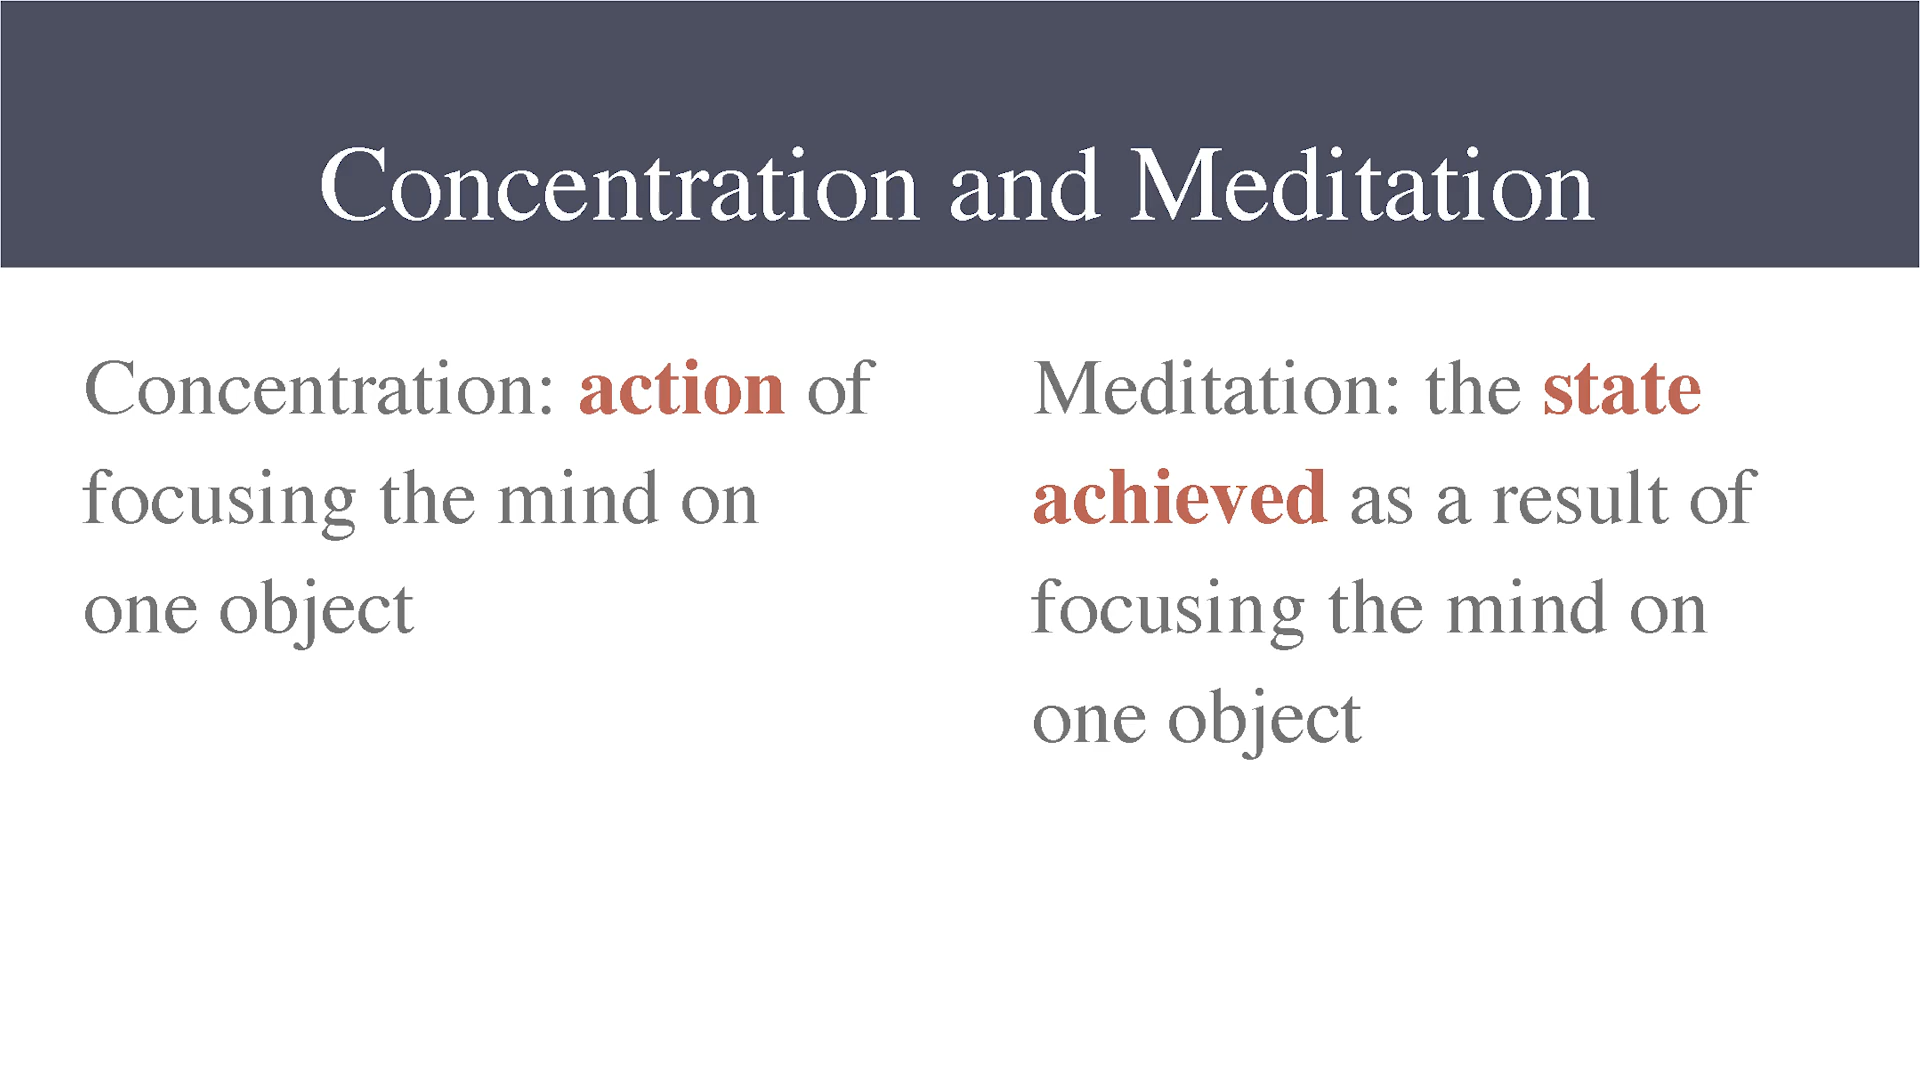 Concentration and Meditation
Concentration: action of
focusing the mind on
one object
Meditation: the state
achieved as a result of
focusing the mind on
one object